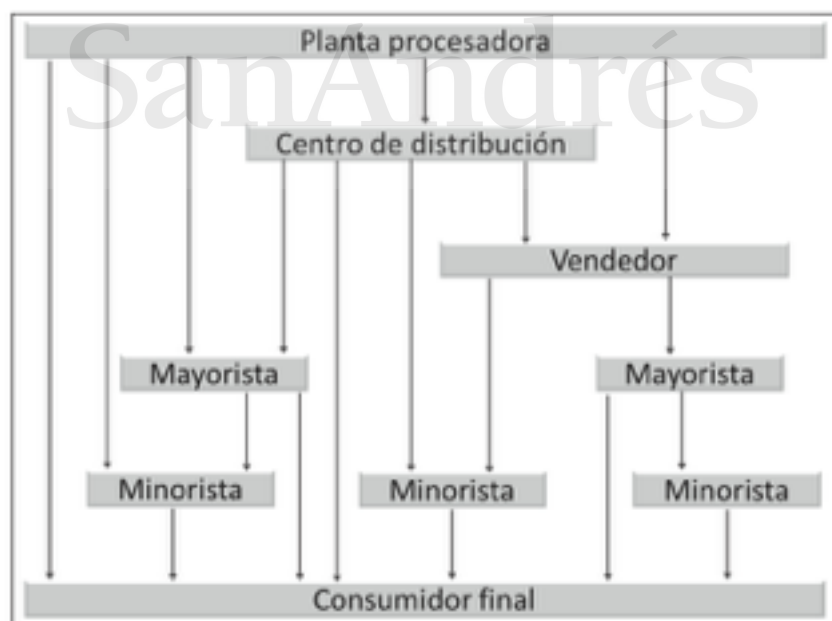 Planta procesadora
SanAndrés
Centro de distribución
Vendedor
Mayorista
Mayorista
Minorista
Minorista
Minorista
Consumidor final